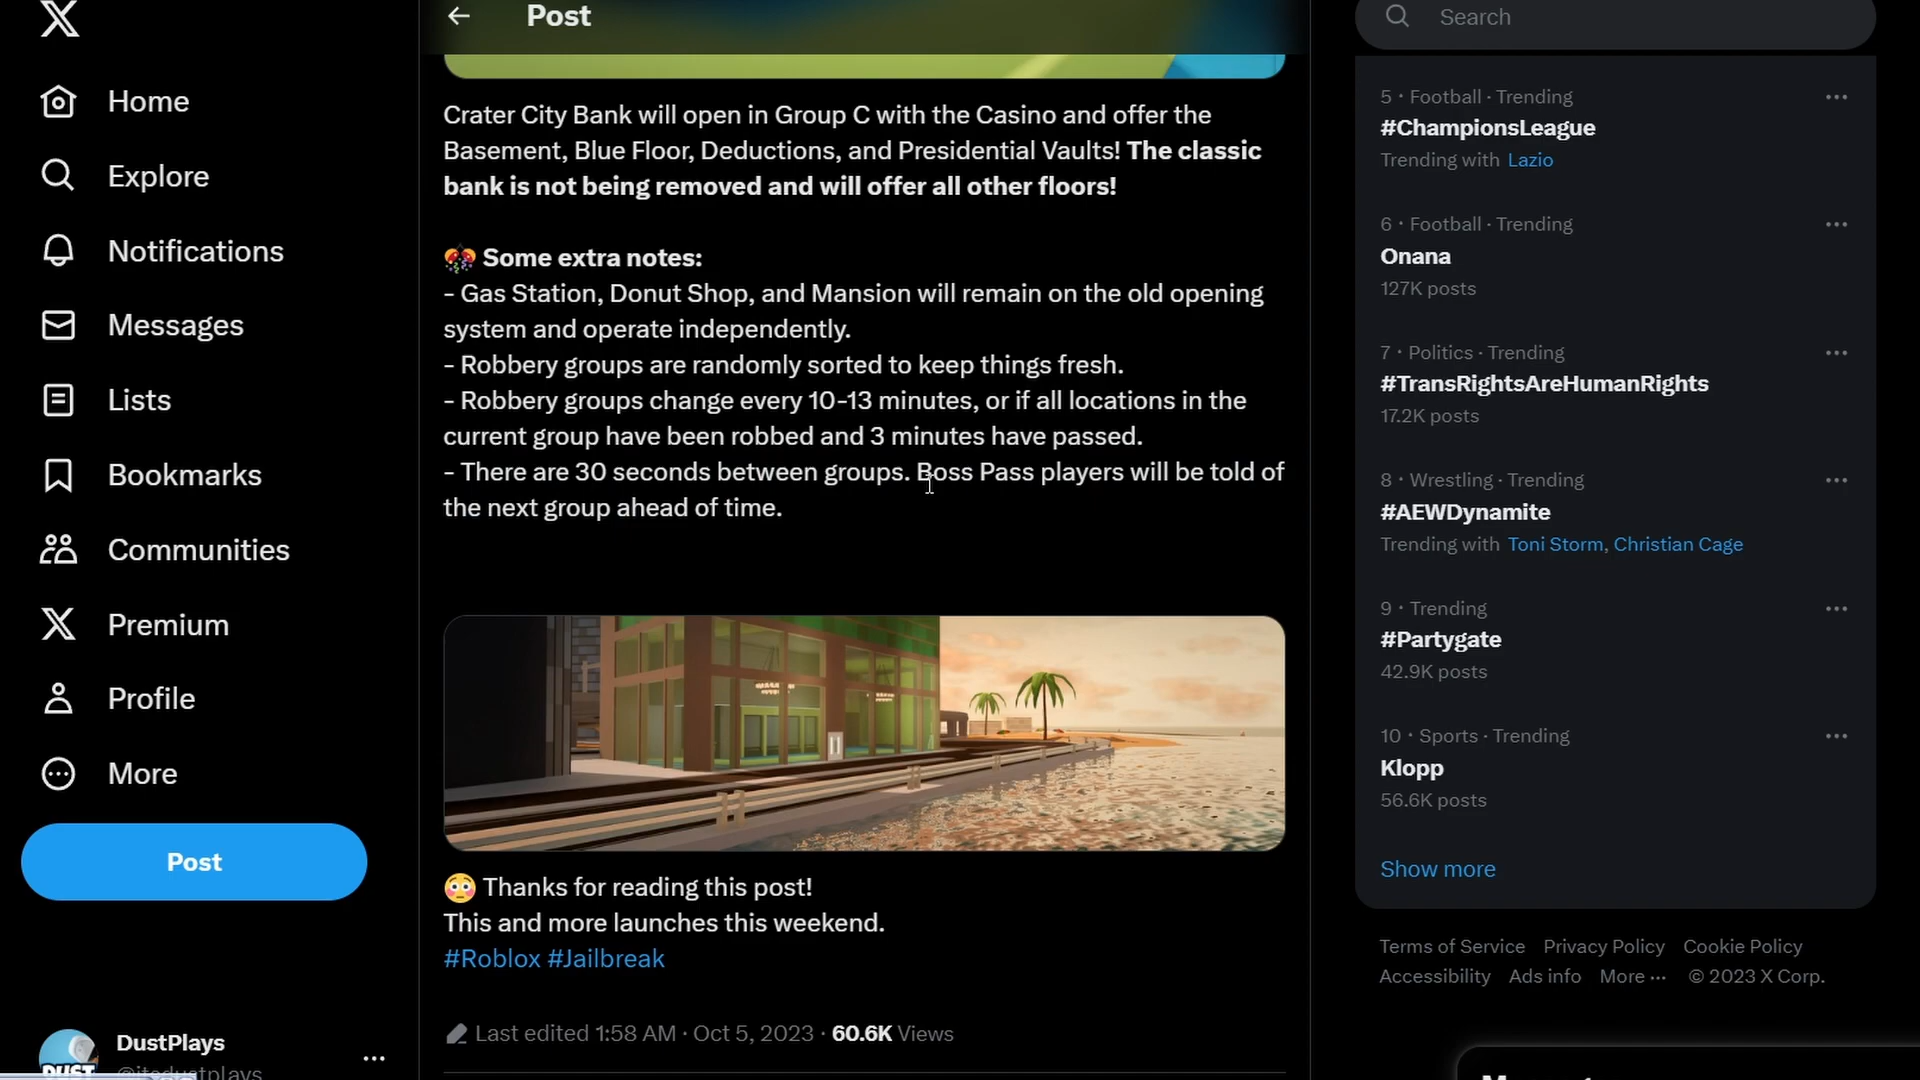 Post
Search
Home
Explore
Notifications
Messages
Lists
Bookmarks
Communities
Premium
Profile
More
Post
DustPlays
@itsdustplays
Crater City Bank will open in Group C with the Casino and offer the
Basement, Blue Floor, Deductions, and Presidential Vaults! The classic
bank is not being removed and will offer all other floors!
Some extra notes:
- Gas Station, Donut Shop, and Mansion will remain on the old opening
system and operate independently.
- Robbery groups are randomly sorted to keep things fresh.
- Robbery groups change every 10-13 minutes, or if all locations in the
current group have been robbed and 3 minutes have passed.
- There are 30 seconds between groups. Boss Pass players will be told of
the next group ahead of time.
Thanks for reading this post!
This and more launches this weekend.
#Roblox #Jailbreak
Last edited 1:58 AM · Oct 5, 2023 · 60.6K Views
5 · Football · Trending
#ChampionsLeague
Trending with Lazio
6 · Football · Trending
Onana
127K posts
7 · Politics · Trending
#TransRightsAreHumanRights
17.2K posts
8 · Wrestling · Trending
#AEWDynamite
Trending with Toni Storm, Christian Cage
9 · Trending
#Partygate
42.9K posts
10 · Sports · Trending
Klopp
56.6K posts
Show more
Terms of Service Privacy Policy Cookie Policy
Accessibility Ads info More ··· © 2023 X Corp.